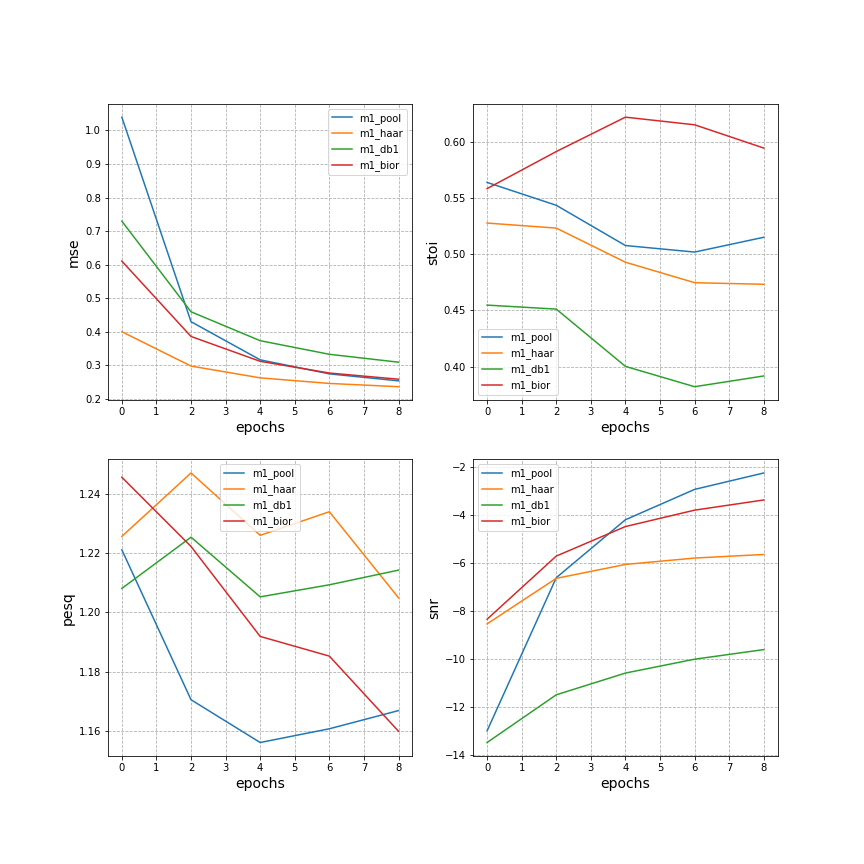 mse
1.0
0.9
0.8
0.7
0.6
0.5
0.4
0.3
0.2
m1_pool
m1_haar
m1_db1
m1_bior
0 1 2 3 4 5 6 7 8
epochs
stoi
0.60
0.55
0.50
0.45
0.40
m1_pool
m1_haar
m1_db1
m1_bior
0 1 2 3 4 5 6 7 8
epochs
pesq
1.24
1.22
1.20
1.18
1.16
m1_pool
m1_haar
m1_db1
m1_bior
0 1 2 3 4 5 6 7 8
epochs
snr
−2
−4
−6
−8
−10
−12
−14
m1_pool
m1_haar
m1_db1
m1_bior
0 1 2 3 4 5 6 7 8
epochs